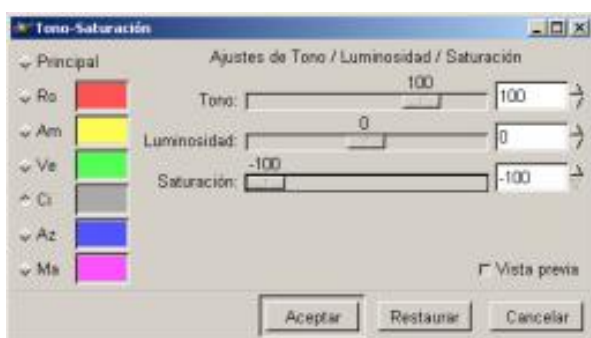 Tono-Saturación
Ajustes de Tono / Luminosidad / Saturación
Principal
Ro
Am
Ve
Ci
Az
Ma
100
Tono: 100
0
Luminosidad: 0
-100
Saturación: -100
Vista previa
Aceptar Restaurar Cancelar